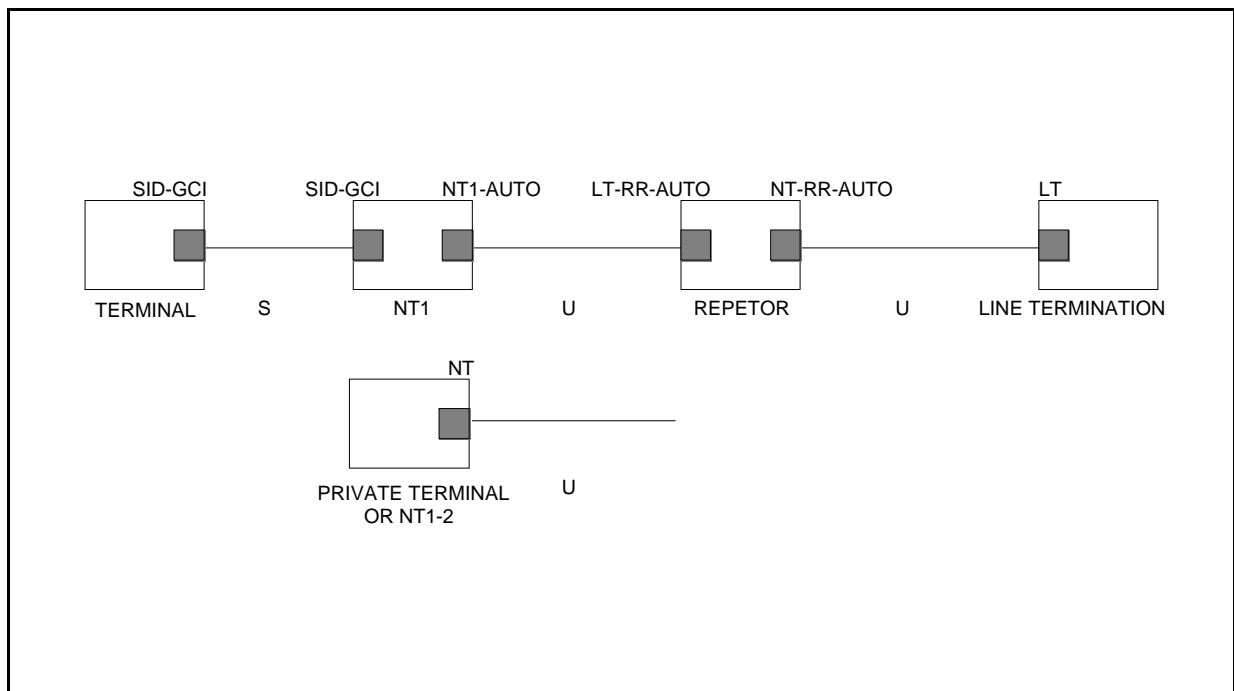 SID-GCI SID-GCI NT1-AUTO LT-RR-AUTO NT-RR-AUTO LT
TERMINAL S NT1 U REPETOR U LINE TERMINATION
NT
PRIVATE TERMINAL U
OR NT1-2